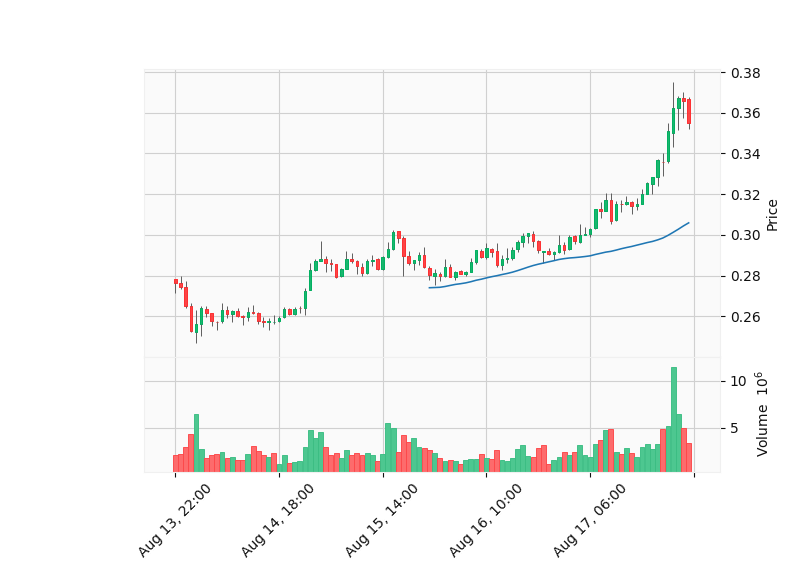 0.38
0.36
0.34
0.32
0.30
0.28
0.26
Price
10
5
Volume 10⁶
Aug 13, 22:00
Aug 14, 18:00
Aug 15, 14:00
Aug 16, 10:00
Aug 17, 06:00